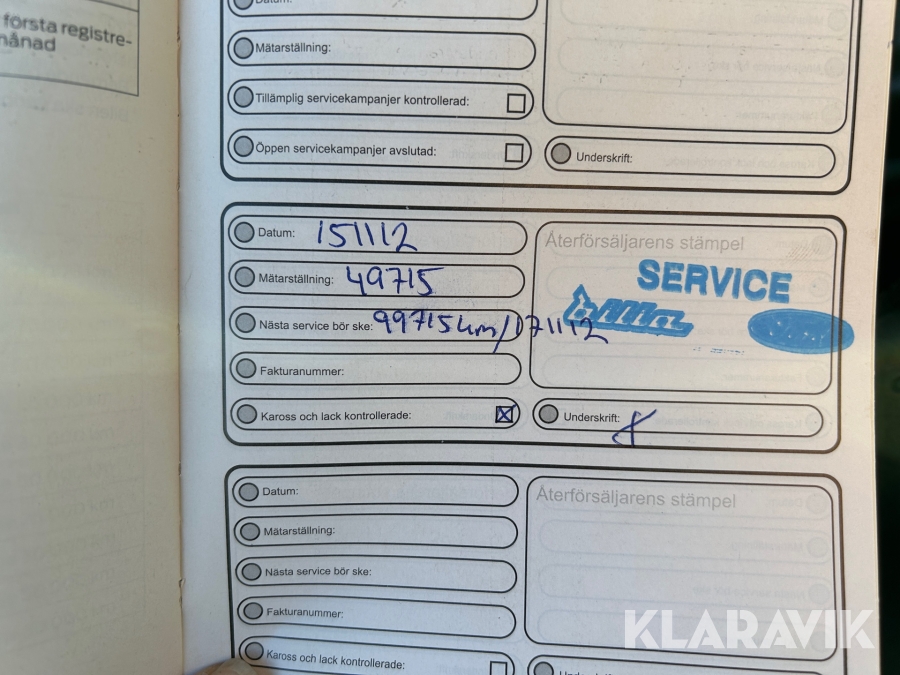 första registre-
månad
Datum:
Mätarställning:
Tillämplig servicekampanjer kontrollerad:
Öppen servicekampanjer avslutad:
Underskrift:
Datum: 151112
Återförsäljarens stämpel
SERVICE
bma
Mätarställning: 49715
Nästa service bör ske: 99715km/171112
Fakturanummer:
Kaross och lack kontrollerade:
Underskrift:
Datum:
Återförsäljarens stämpel
Mätarställning:
Nästa service bör ske:
Fakturanummer:
Kaross och lack kontrollerade:
KLARAVIK